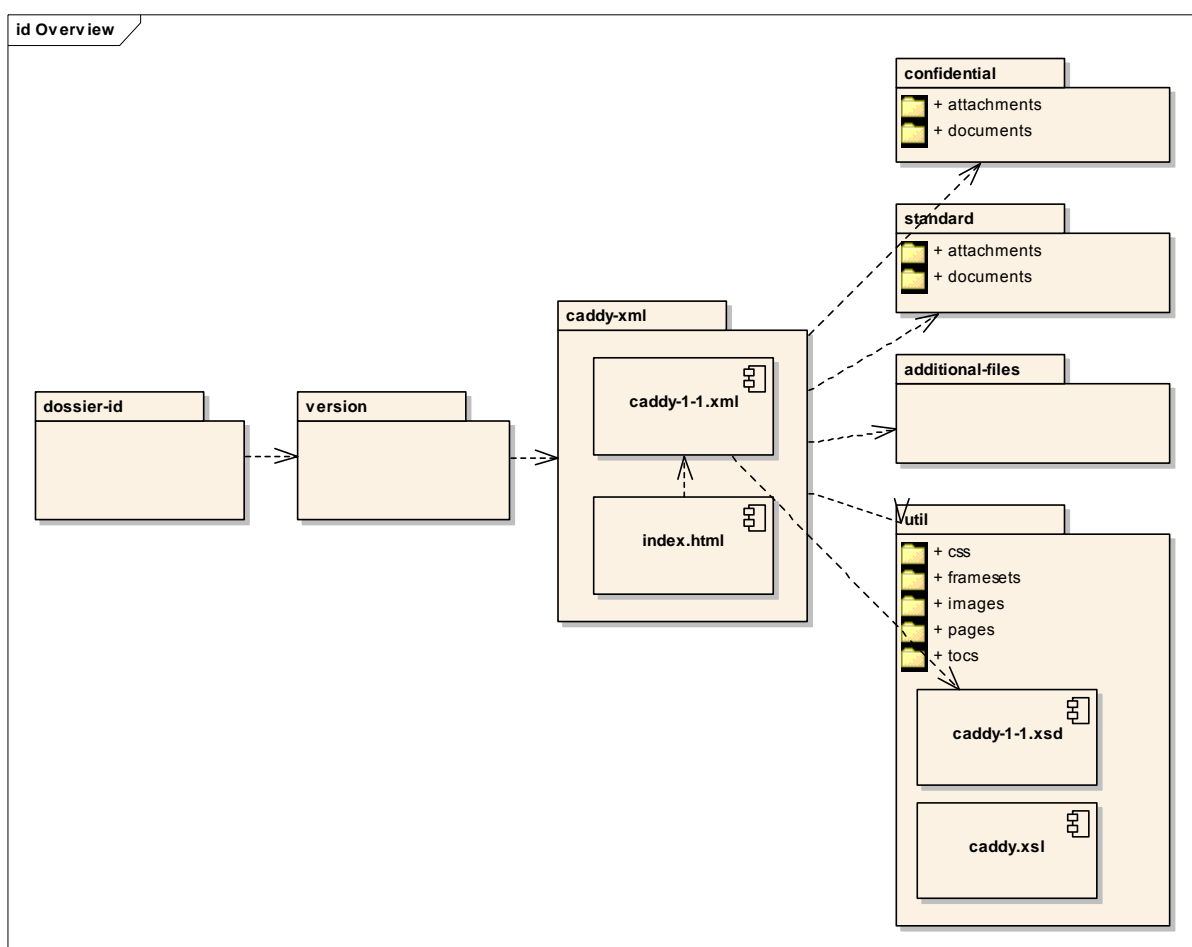 id Overview
confidential
+ attachments
+ documents
standard
+ attachments
+ documents
caddy-xml
caddy-1-1.xml
index.html
additional-files
dossier-id
version
util
+ css
+ framesets
+ images
+ pages
+ tocs
caddy-1-1.xsd
caddy.xsl